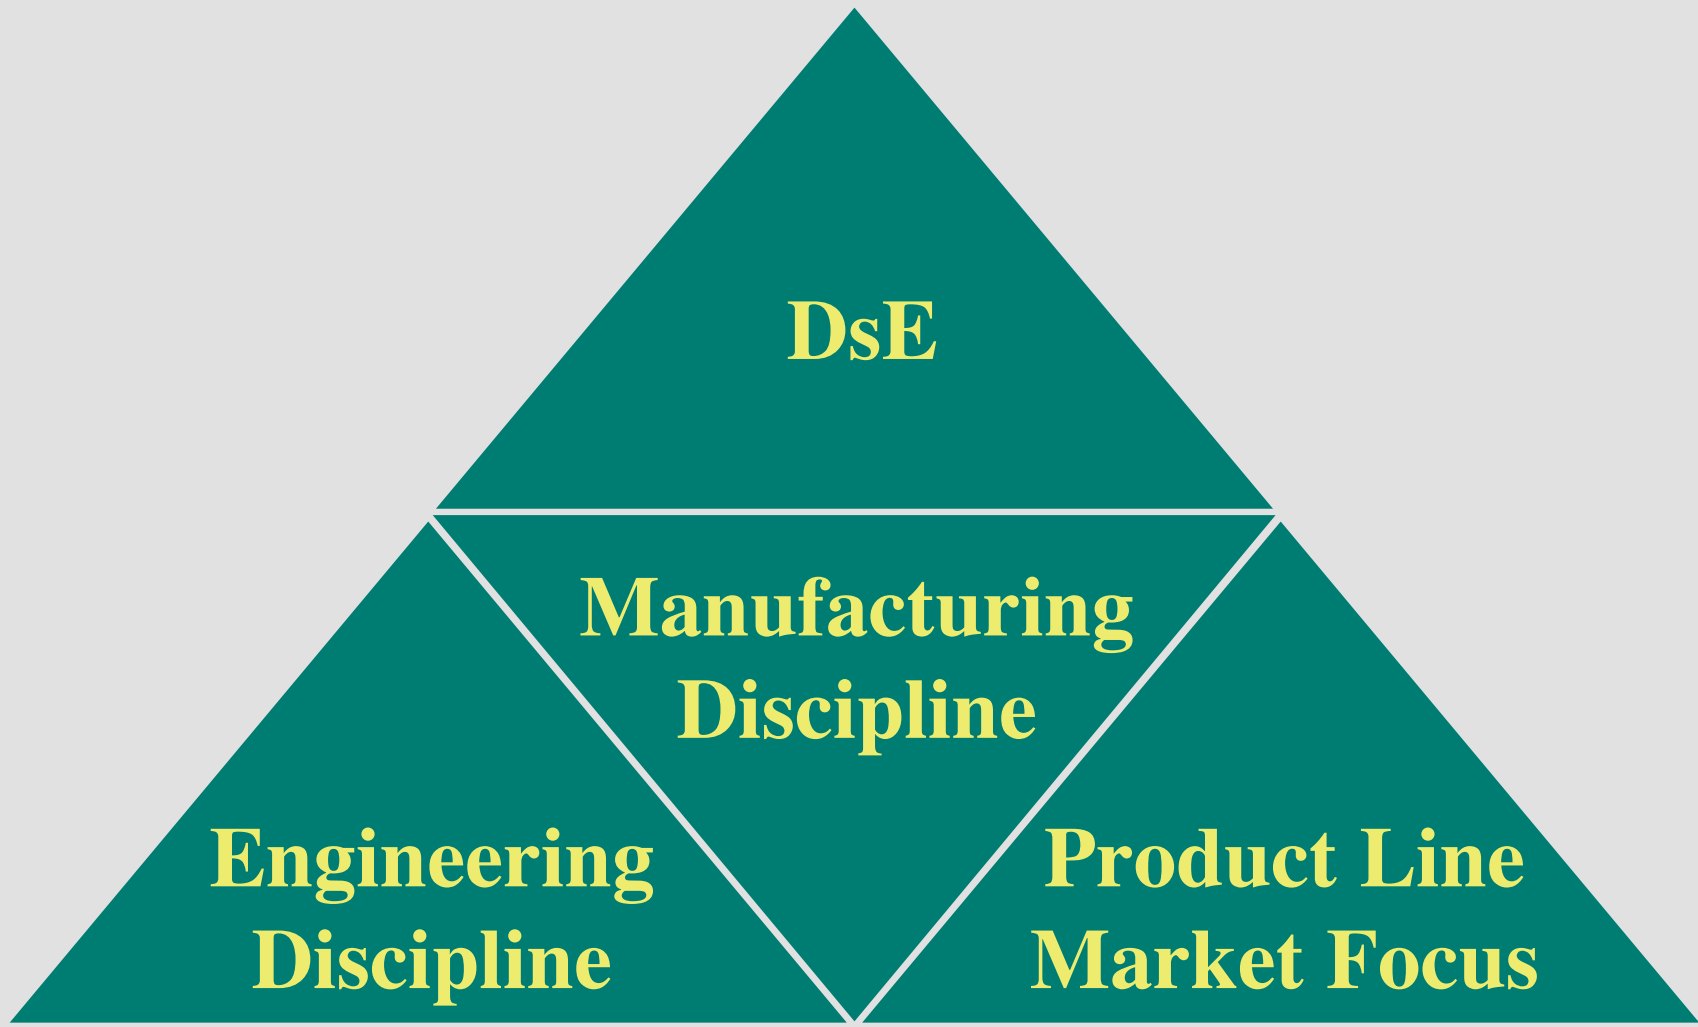 DsE
Manufacturing
Discipline
Engineering
Discipline
Product Line
Market Focus